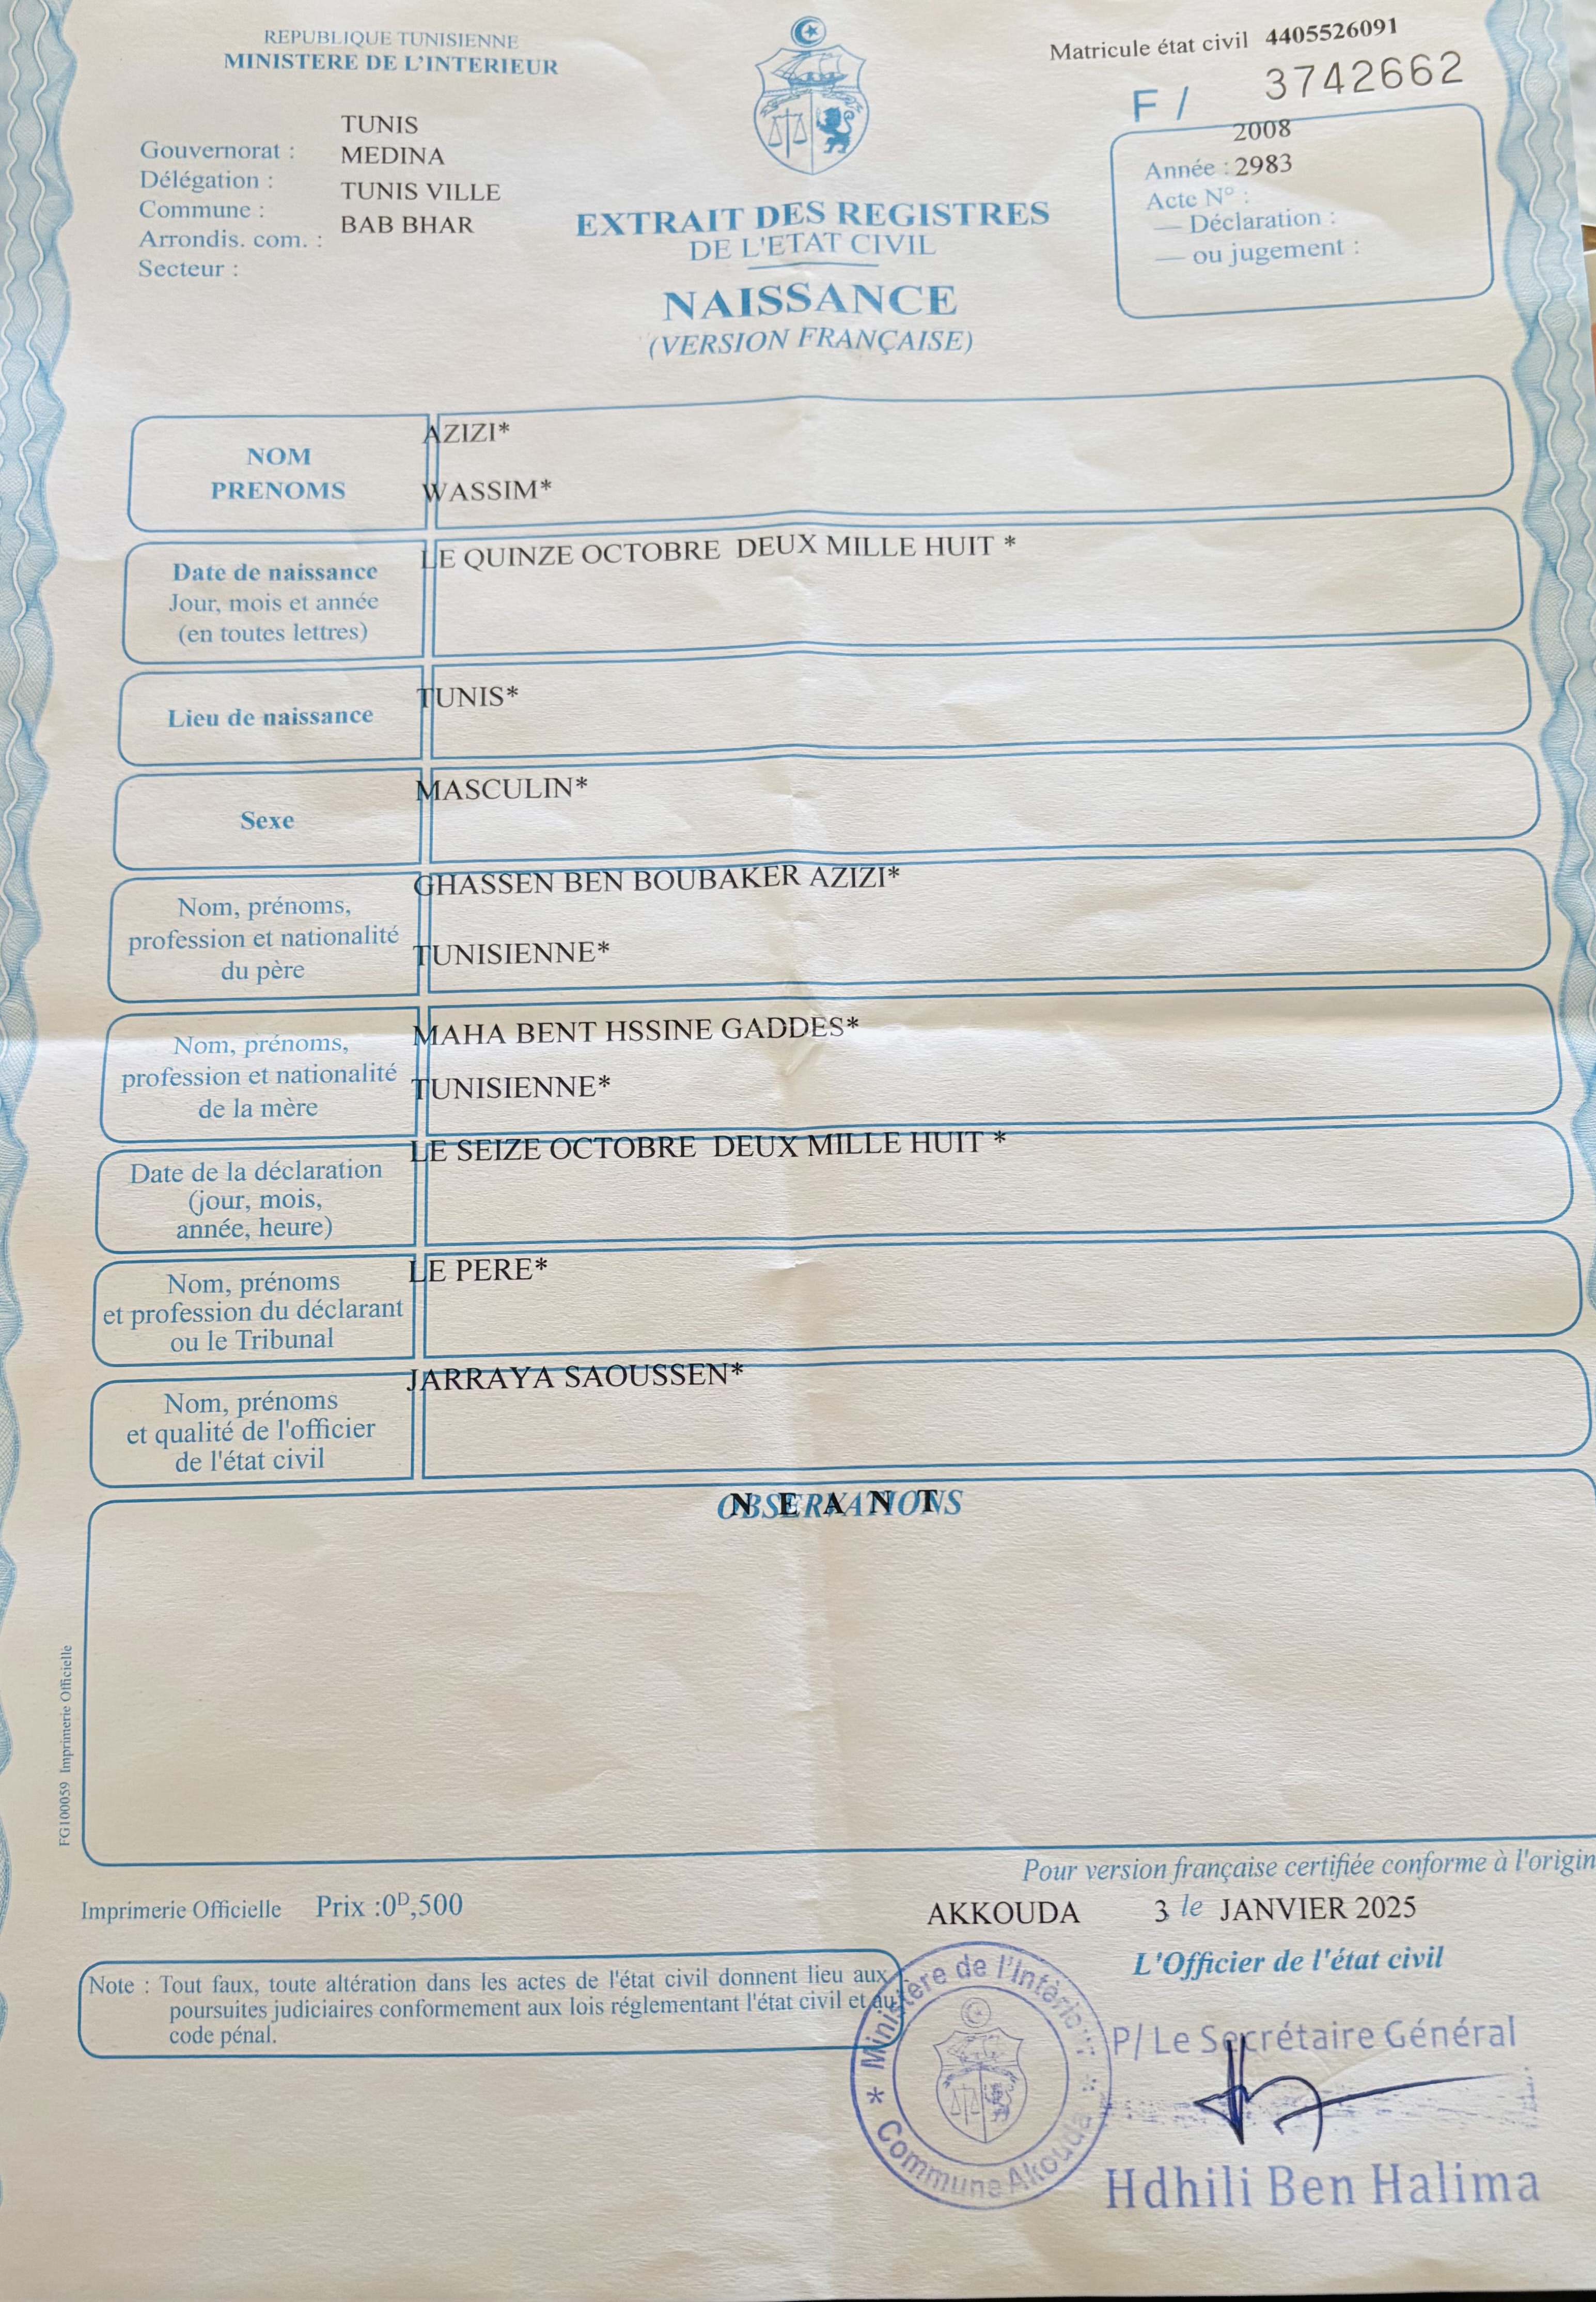 REPUBLIQUE TUNISIENNE
MINISTERE DE L'INTERIEUR
Matricule état civil 4405526091
F / 3742662
TUNIS
Gouvernorat : MEDINA
Délégation : TUNIS VILLE
Commune : BAB BHAR
Arrondis. com. :
Secteur :
EXTRAIT DES REGISTRES
DE L'ETAT CIVIL
NAISSANCE
(VERSION FRANÇAISE)
2008
Année : 2983
Acte N° :
— Déclaration :
— ou jugement :
NOM
PRENOMS
AZIZI*
WASSIM*
Date de naissance
Jour, mois et année
(en toutes lettres)
LE QUINZE OCTOBRE DEUX MILLE HUIT *
Lieu de naissance
TUNIS*
Sexe
MASCULIN*
Nom, prénoms,
profession et nationalité
du père
GHASSEN BEN BOUBAKER AZIZI*
TUNISIENNE*
Nom, prénoms,
profession et nationalité
de la mère
MAHA BENT HSSINE GADDES*
TUNISIENNE*
Date de la déclaration
(jour, mois,
année, heure)
LE SEIZE OCTOBRE DEUX MILLE HUIT *
Nom, prénoms
et profession du déclarant
ou le Tribunal
LE PERE*
Nom, prénoms
et qualité de l'officier
de l'état civil
JARRAYA SAOUSSEN*
OBSERVATIONS
N E A N T
FG100059 Imprimerie Officielle
Pour version française certifiée conforme à l'origin
Imprimerie Officielle Prix :0D,500
AKKOUDA 3 le JANVIER 2025
L'Officier de l'état civil
Note : Tout faux, toute altération dans les actes de l'état civil donnent lieu aux
poursuites judiciaires conformement aux lois réglementant l'état civil et au
code pénal.
Ministère de l'Intérieur
* Commune Akouda *
P/ Le Secrétaire Général
Hdhili Ben Halima